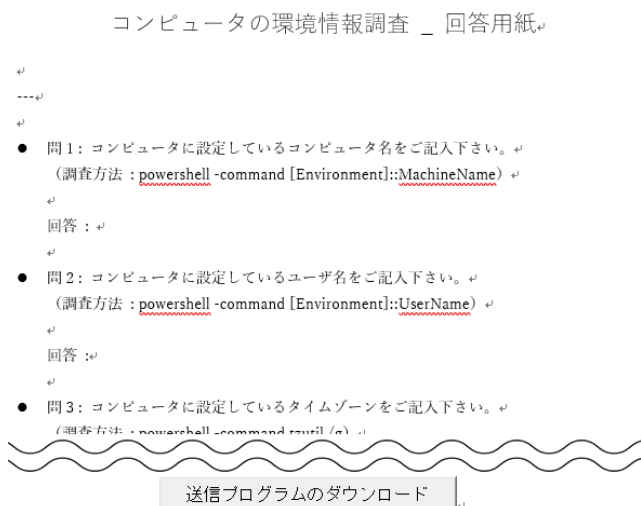 コンピュータの環境情報調査 _ 回答用紙
---
● 問1: コンピュータに設定しているコンピュータ名をご記入下さい。
（調査方法 : powershell -command [Environment]::MachineName）
回答 :
● 問2: コンピュータに設定しているユーザ名をご記入下さい。
（調査方法 : powershell -command [Environment]::UserName）
回答 :
● 問3: コンピュータに設定しているタイムゾーンをご記入下さい。
（調査方法 : powershell -command tzutil /g）
送信プログラムのダウンロード